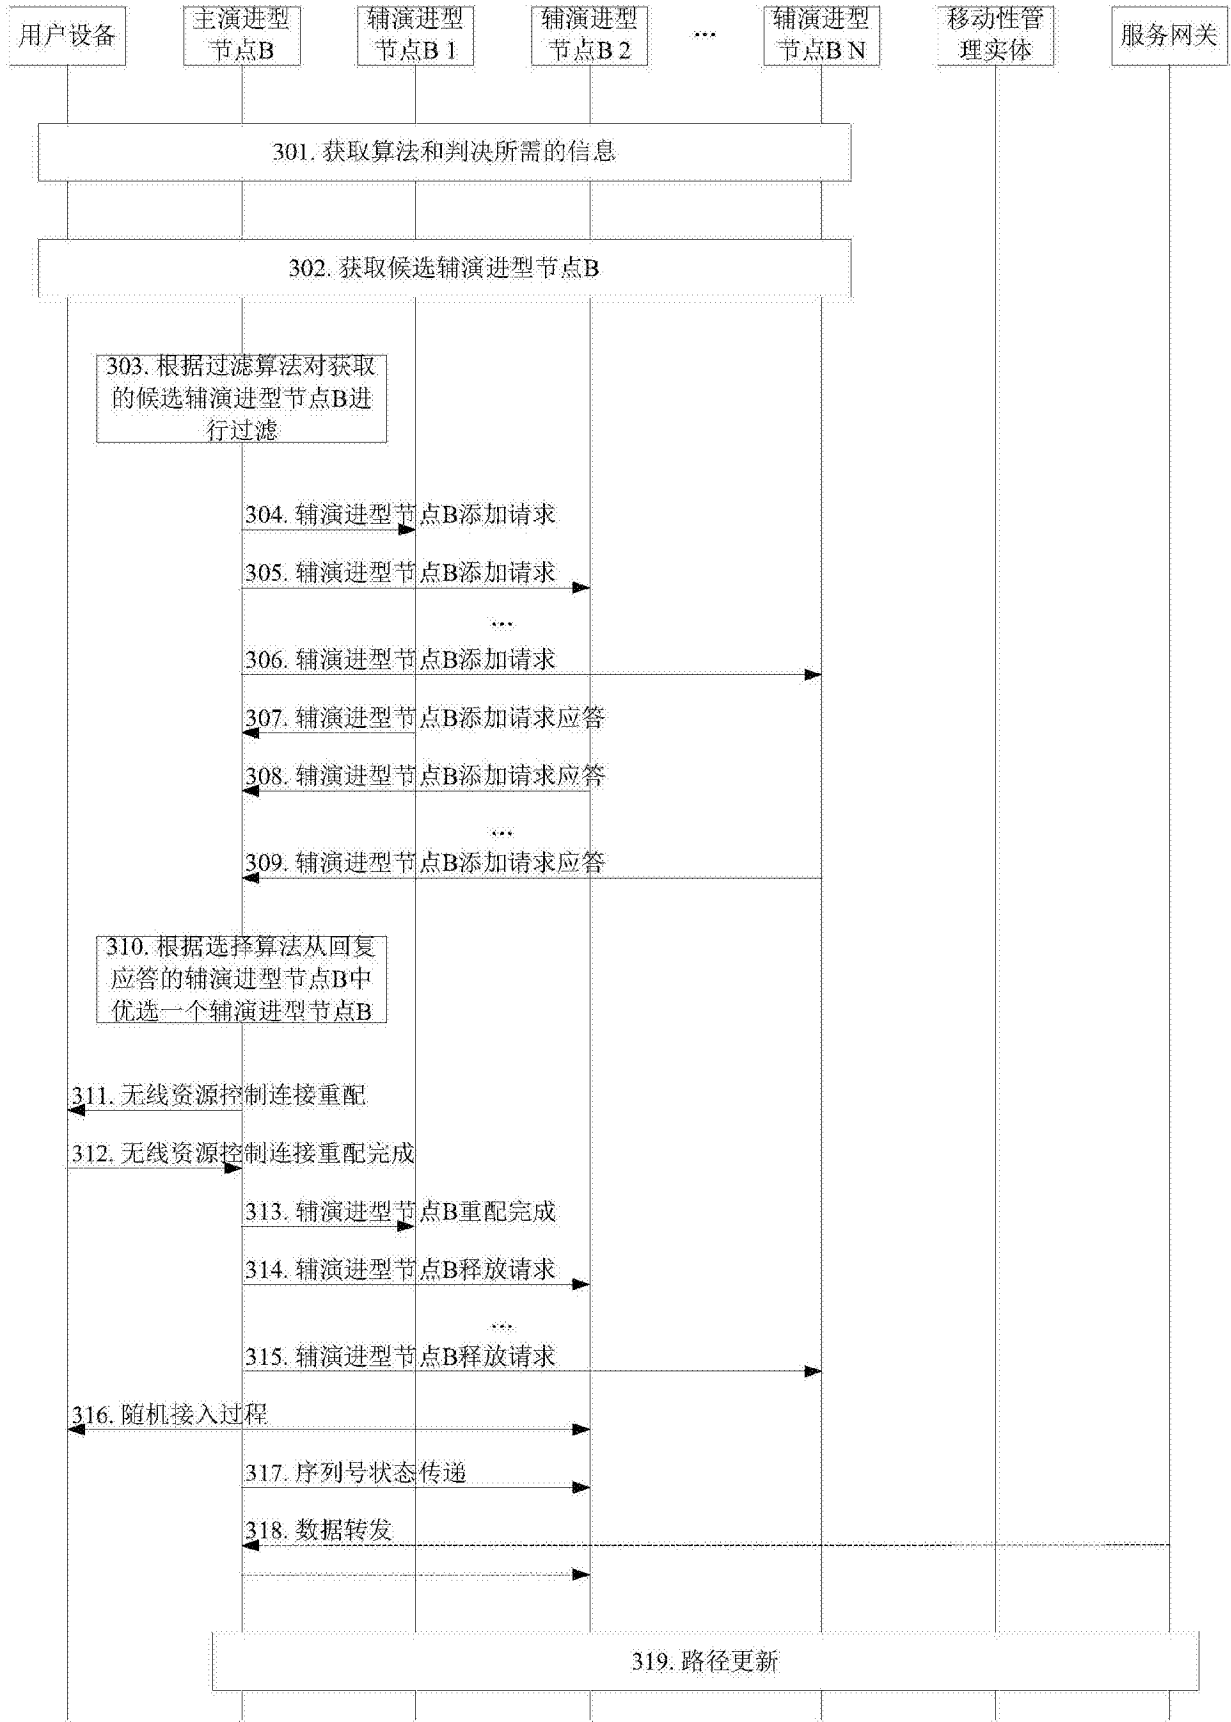 用户设备
主演进型
节点B
辅演进型
节点B 1
辅演进型
节点B 2
...
辅演进型
节点B N
移动性管
理实体
服务网关
301. 获取算法和判决所需的信息
302. 获取候选辅演进型节点B
303. 根据过滤算法对获取
的候选辅演进型节点B进
行过滤
304. 辅演进型节点B添加请求
305. 辅演进型节点B添加请求
...
306. 辅演进型节点B添加请求
307. 辅演进型节点B添加请求应答
308. 辅演进型节点B添加请求应答
...
309. 辅演进型节点B添加请求应答
310. 根据选择算法从回复
应答的辅演进型节点B中
优选一个辅演进型节点B
311. 无线资源控制连接重配
312. 无线资源控制连接重配完成
313. 辅演进型节点B重配完成
314. 辅演进型节点B释放请求
...
315. 辅演进型节点B释放请求
316. 随机接入过程
317. 序列号状态传递
318. 数据转发
319. 路径更新